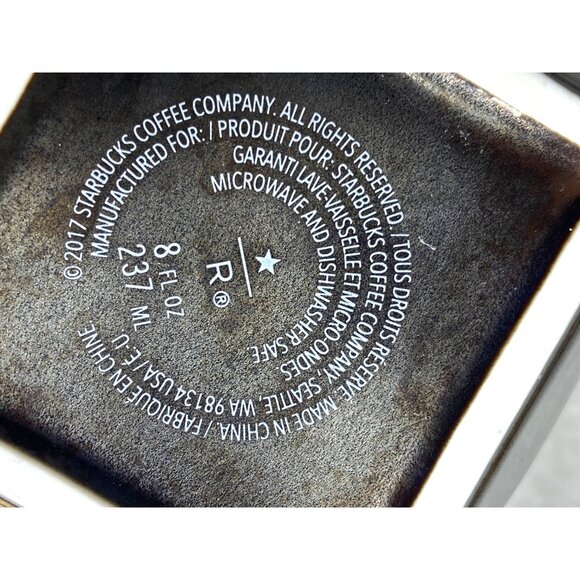 © 2017 STARBUCKS COFFEE COMPANY. ALL RIGHTS RESERVED. / TOUS DROITS RÉSERVÉ. MADE IN CHINA. / FABRIQUÉ EN CHINE
MANUFACTURED FOR: / PRODUIT POUR: STARBUCKS COFFEE COMPANY, SEATTLE, WA 98134 USA / É.-U.
GARANTI LAVE-VAISSELLE ET MICRO-ONDES
MICROWAVE AND DISHWASHER SAFE.
★
R®
8 FL OZ
237 ML